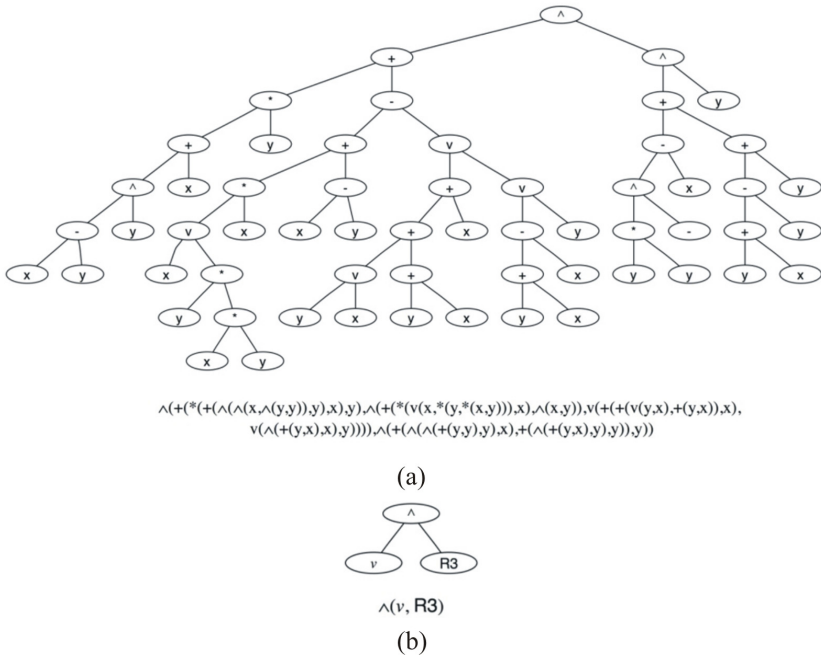 ^
+ ^
* - + y
+ y + v - +
^ x * - + v ^ x - y
- y v x x y + x - y * - + y
x y x * v + + x y y y x
y * y x y x y x
x y
∧(+(*(+(∧(∧(x,∧(y,y)),y),x),y),∧(+(*(v(x,*(y,*(x,y))),x),∧(x,y)),v(+(+(v(y,x),+(y,x)),x),
v(∧(+(y,x),x),y)))),∧(+(∧(∧(+(y,y),y),x),+(∧(+(y,x),y),y)),y))
(a)
^
v R3
∧(v, R3)
(b)